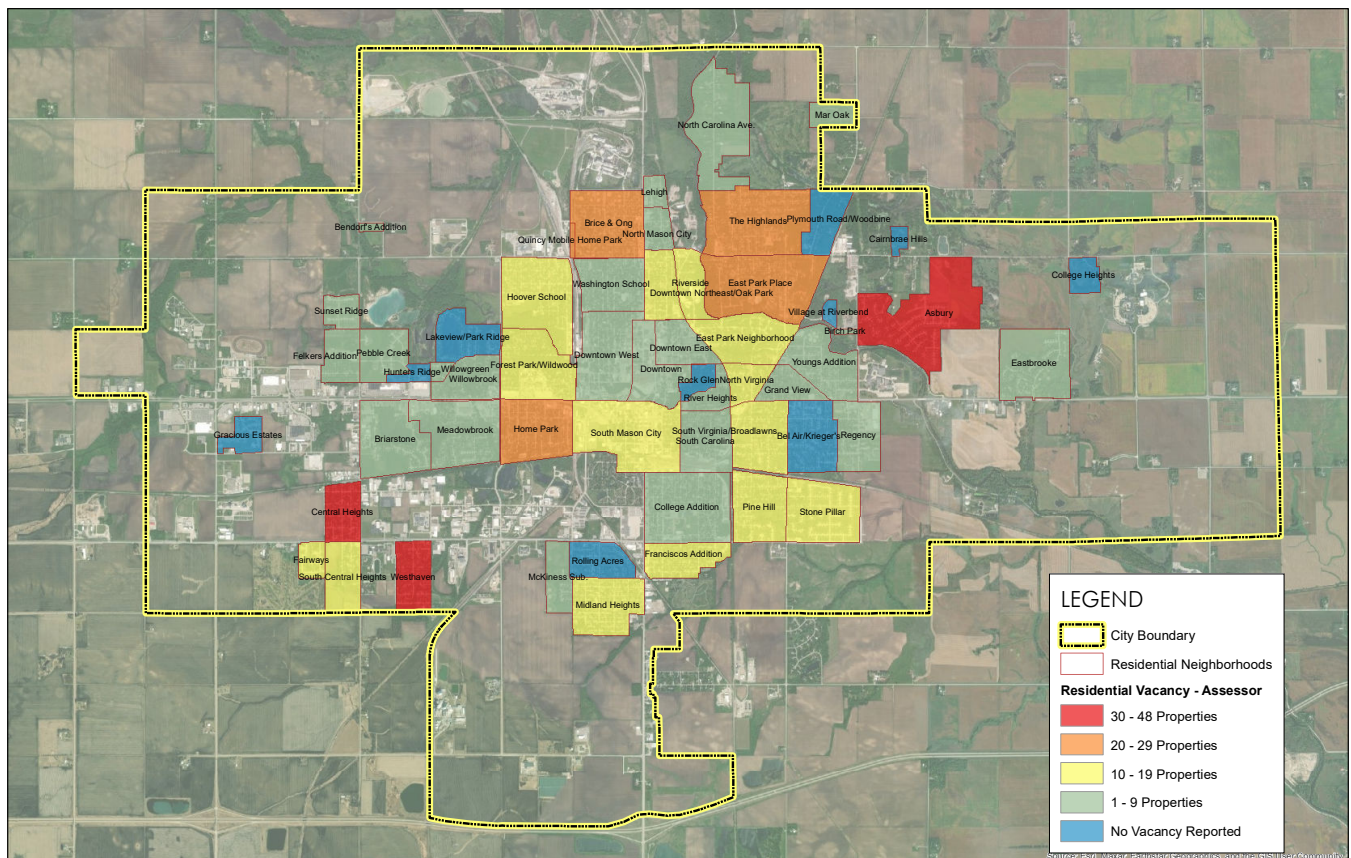 North Carolina Ave.
Mar Oak
Lehigh
Brice & Ong
The Highlands
Plymouth Road/Woodbine
Bendorf's Addition
North Mason City
Quincy Mobile Home Park
Cairnbrae Hills
College Heights
Washington School
Riverside
East Park Place
Hoover School
Downtown Northeast/Oak Park
Sunset Ridge
Village at Riverbend
Asbury
Birch Park
Lakeview/Park Ridge
East Park Neighborhood
Felkers Addition
Pebble Creek
Downtown West
Downtown East
Youngs Addition
Eastbrooke
Hunters Ridge
Willowgreen
Forest Park/Wildwood
Downtown
Willowbrook
Rock Glen
North Virginia
Grand View
River Heights
Gracious Estates
Briarstone
Meadowbrook
Home Park
South Mason City
South Virginia/
South Carolina
Broadlawns
Bel Air/Krieger's
Regency
Central Heights
College Addition
Pine Hill
Stone Pillar
Fairways
South Central Heights
Westhaven
McKiness Sub.
Rolling Acres
Franciscos Addition
Midland Heights
LEGEND
City Boundary
Residential Neighborhoods
Residential Vacancy - Assessor
30 - 48 Properties
20 - 29 Properties
10 - 19 Properties
1 - 9 Properties
No Vacancy Reported